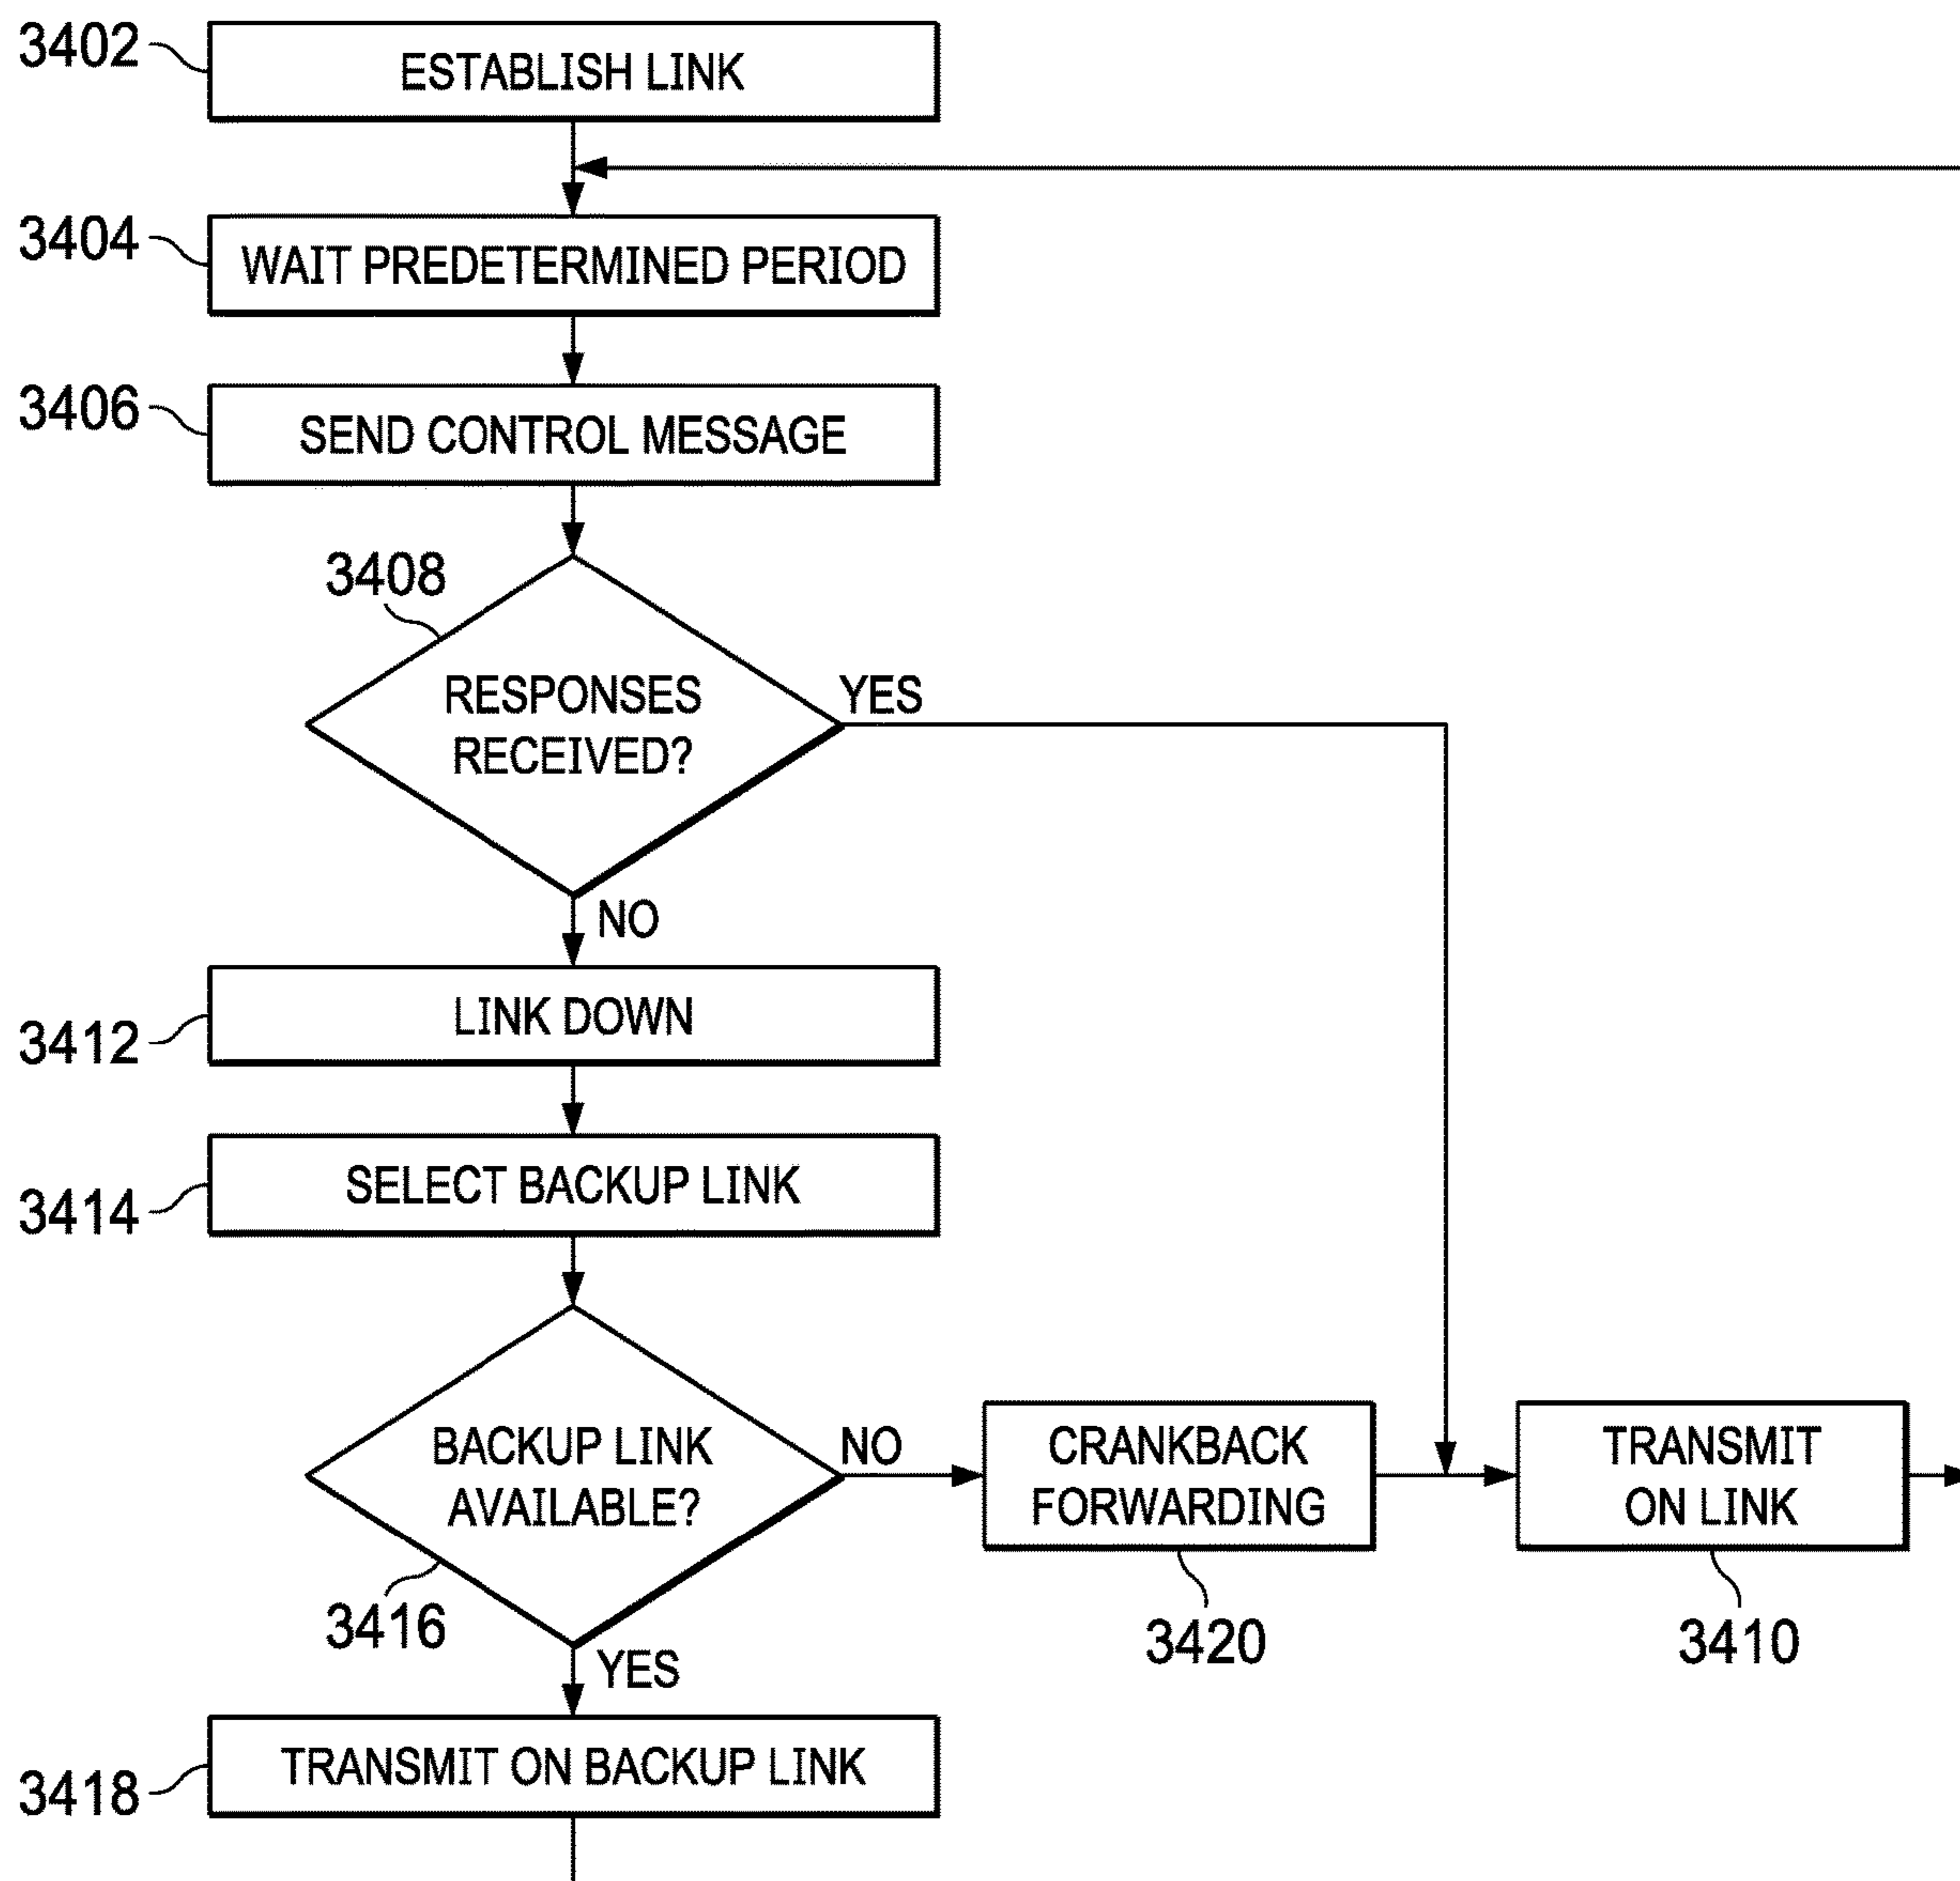 3402
ESTABLISH LINK
3404
WAIT PREDETERMINED PERIOD
3406
SEND CONTROL MESSAGE
3408
RESPONSES
RECEIVED?
YES
NO
LINK DOWN
3412
SELECT BACKUP LINK
3414
BACKUP LINK
AVAILABLE?
NO
CRANKBACK
FORWARDING
TRANSMIT
ON LINK
3416
3420
3410
YES
TRANSMIT ON BACKUP LINK
3418